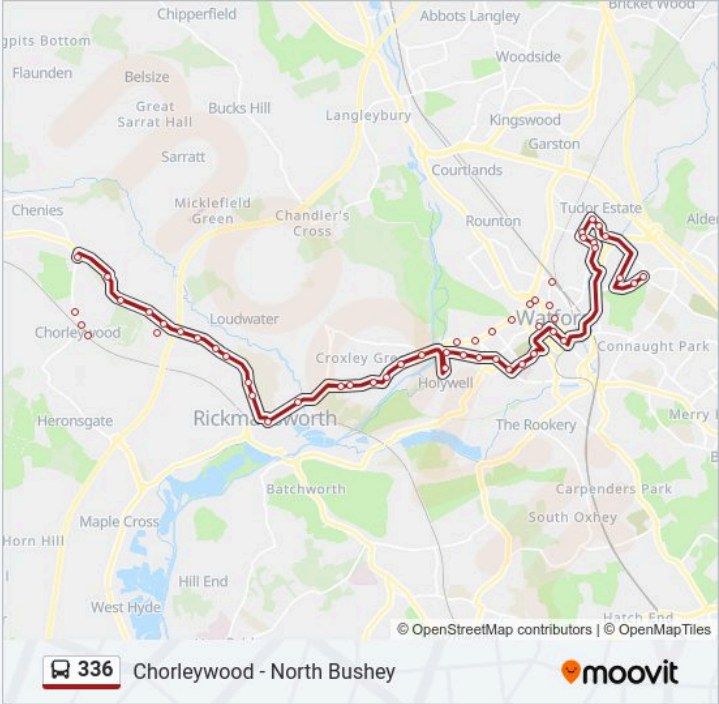 Chipperfield
Abbots Langley
Bricket Wood
gpits Bottom
Flaunden
Belsize
Woodside
Great
Sarrat Hall
Bucks Hill
Langleybury
Kingswood
Garston
Sarratt
Courtlands
Chenies
Micklefield
Green
Chandler's
Cross
Rounton
Tudor Estate
Alde
Loudwater
Watford
Chorleywood
Croxley Gre
Connaught Park
Holywell
Heronsgate
Rickmansworth
The Rookery
Merry
Batchworth
Carpenders Park
Maple Cross
South Oxhey
Horn Hill
Hill End
West Hyde
Hatch End
© OpenStreetMap contributors | © OpenMapTiles
336 Chorleywood - North Bushey
moovit